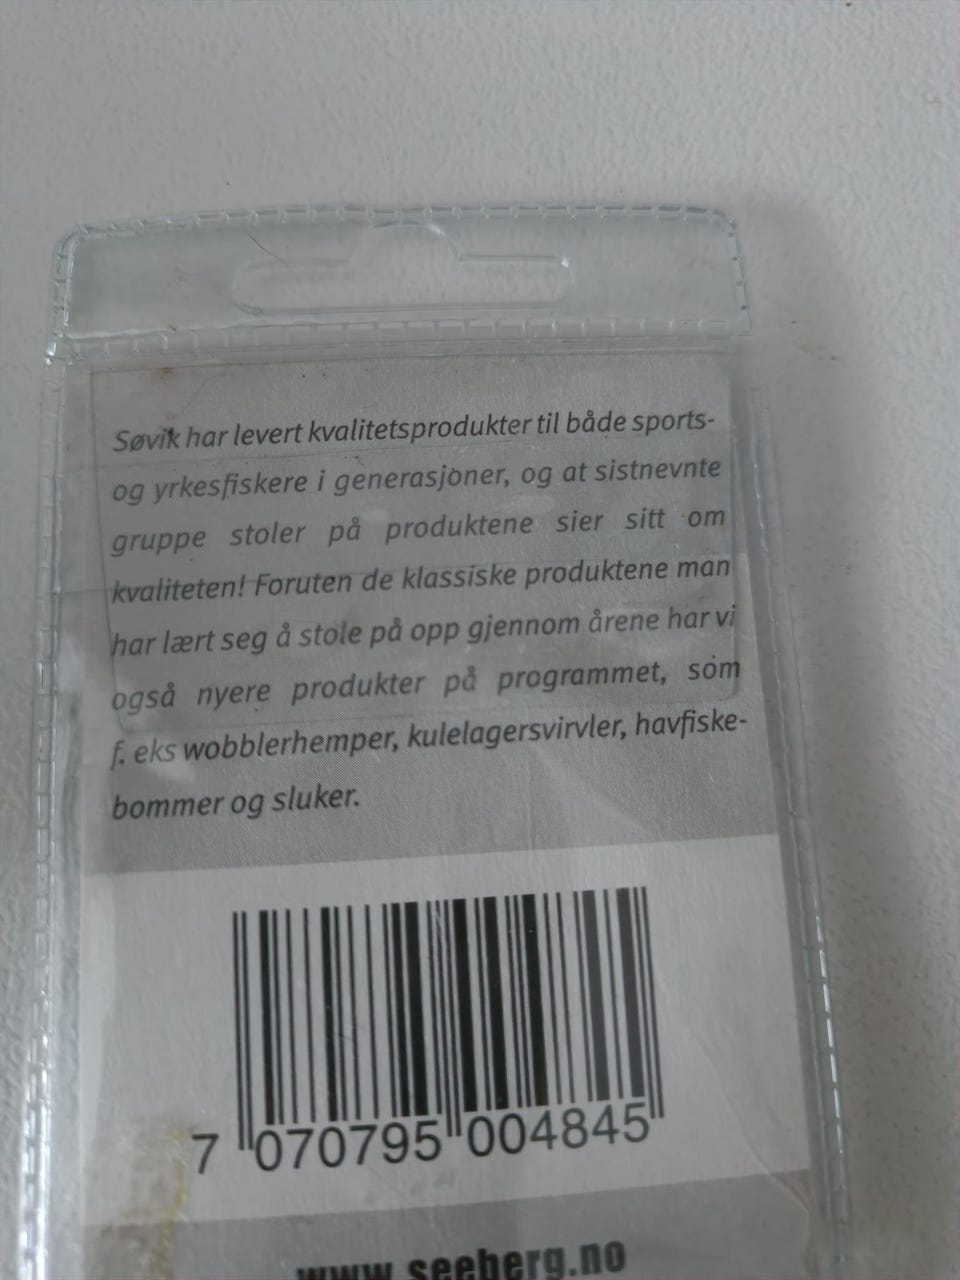 Søvik har levert kvalitetsprodukter til både sports-
og yrkesfiskere i generasjoner, og at sistnevnte
gruppe stoler på produktene sier sitt om
kvaliteten! Foruten de klassiske produktene man
har lært seg å stole på opp gjennom årene har vi
også nyere produkter på programmet, som
f. eks wobblerhemper, kulelagersvirvler, havfiske-
bommer og sluker.
7 070795 004845
www.seeberg.no